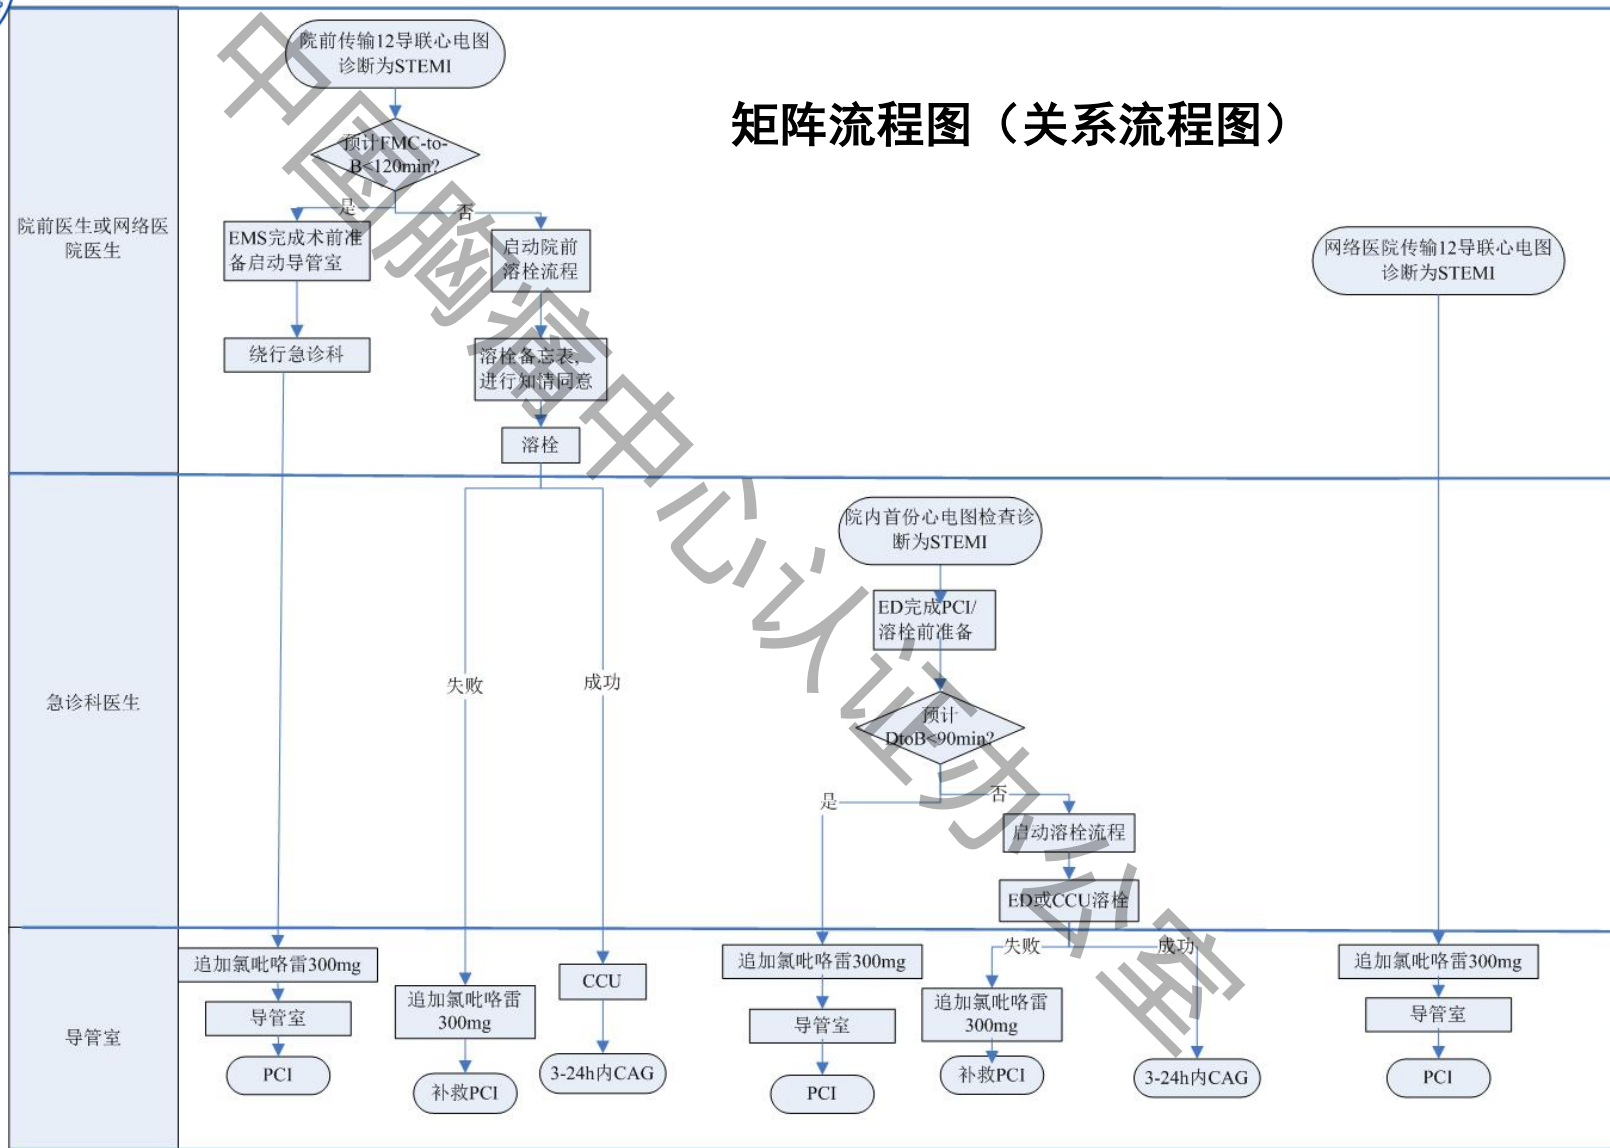 院前传输12导联心电图
诊断为STEMI
矩阵流程图（关系流程图）
预计FMC-to-
B<120min?
是
否
院前医生或网络医
院医生
EMS完成术前准
备启动导管室
启动院前
溶栓流程
网络医院传输12导联心电图
诊断为STEMI
绕行急诊科
溶栓备忘表,
进行知情同意
溶栓
院内首份心电图检查诊
断为STEMI
ED完成PCI/
溶栓前准备
失败
成功
急诊科医生
预计
DtoB<90min?
是
否
启动溶栓流程
ED或CCU溶栓
失败
成功
追加氯吡咯雷300mg
追加氯吡咯雷300mg
追加氯吡咯雷300mg
CCU
追加氯吡咯雷
300mg
追加氯吡咯雷
300mg
导管室
导管室
导管室
导管室
PCI
补救PCI
3-24h内CAG
PCI
补救PCI
3-24h内CAG
PCI
中国胸痛中心认证办公室